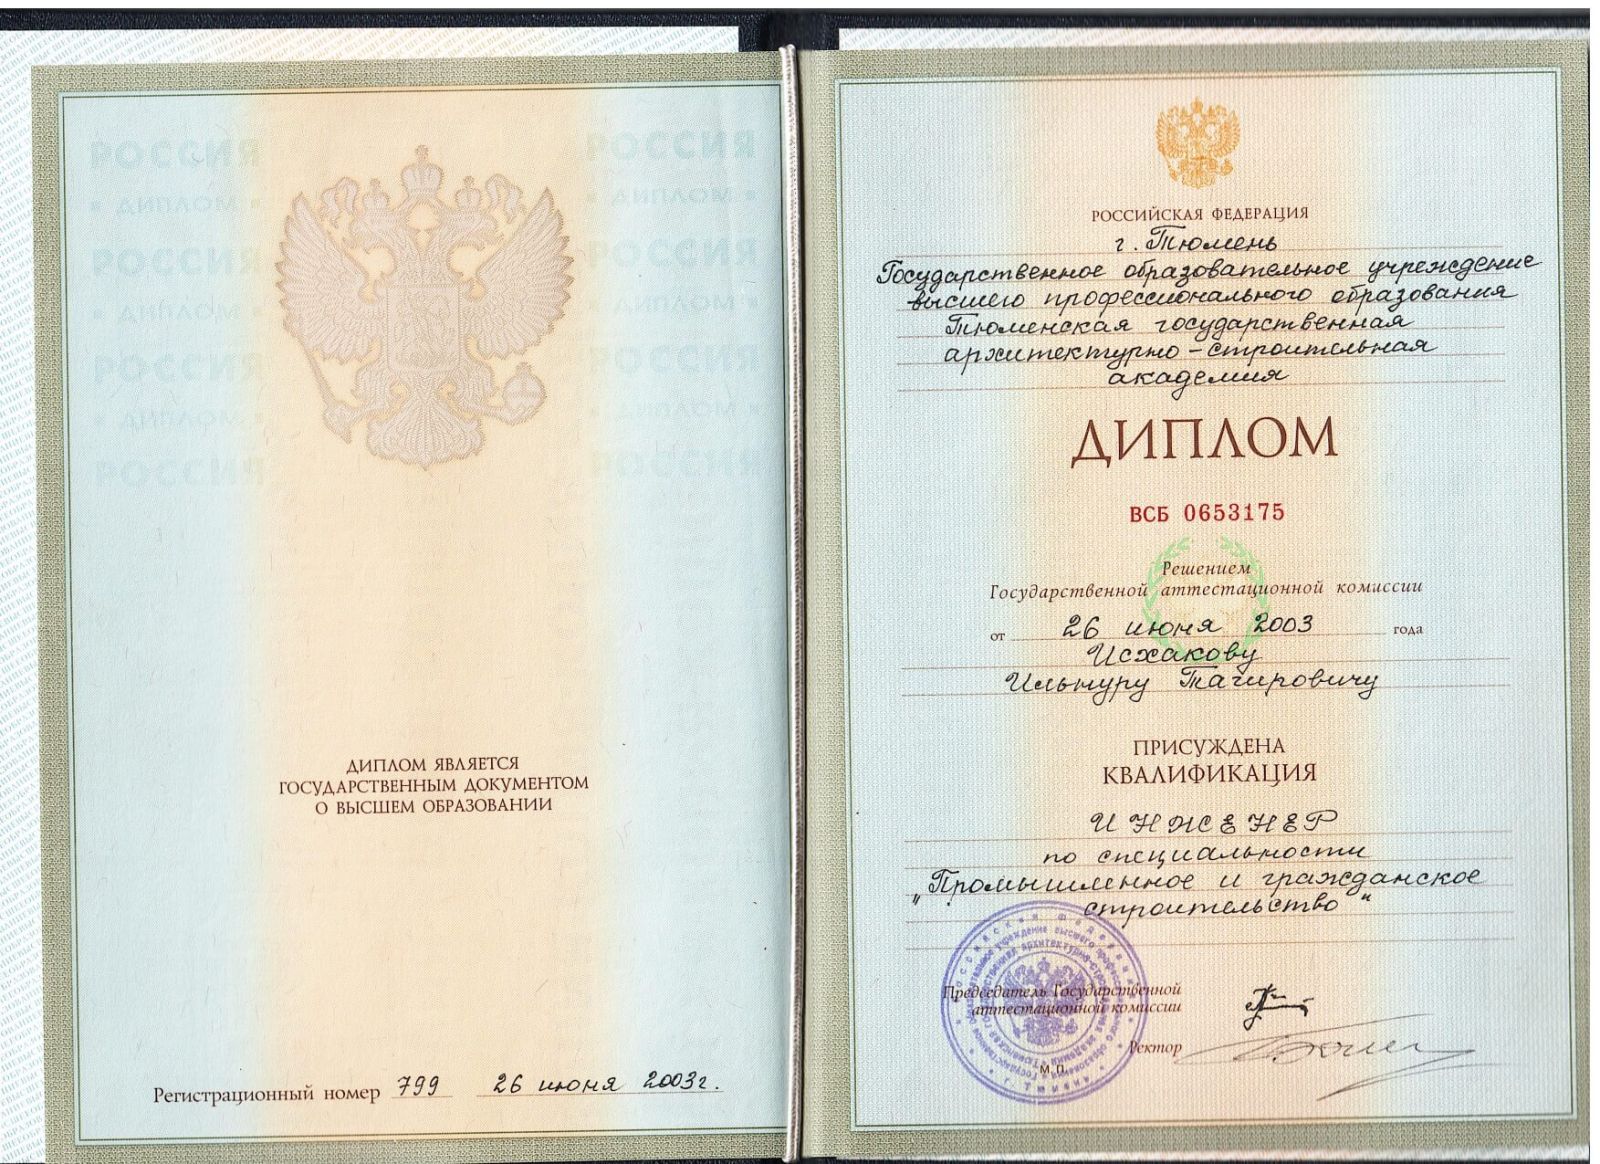 РОССИЯ РОССИЯ
* ДИПЛОМ * * ДИПЛОМ *
РОССИЯ РОССИЯ
* ДИПЛОМ * * ДИПЛОМ *
РОССИЯ РОССИЯ
* ДИПЛОМ * * ДИПЛОМ *
РОССИЯ РОССИЯ
ДИПЛОМ ЯВЛЯЕТСЯ
ГОСУДАРСТВЕННЫМ ДОКУМЕНТОМ
О ВЫСШЕМ ОБРАЗОВАНИИ
Регистрационный номер 799 26 июня 2003г.
РОССИЙСКАЯ ФЕДЕРАЦИЯ
г. Тюмень
Государственное образовательное учреждение
высшего профессионального образования
Тюменская государственная
архитектурно-строительная
академия
ДИПЛОМ
ВСБ 0653175
Решением
Государственной аттестационной комиссии
от 26 июня 2003 года
Исхакову
Ильнуру Тагировичу
ПРИСУЖДЕНА
КВАЛИФИКАЦИЯ
ИНЖЕНЕР
по специальности
„Промышленное и гражданское
строительство“
Председатель Государственной
аттестационной комиссии
Ректор
М.П.